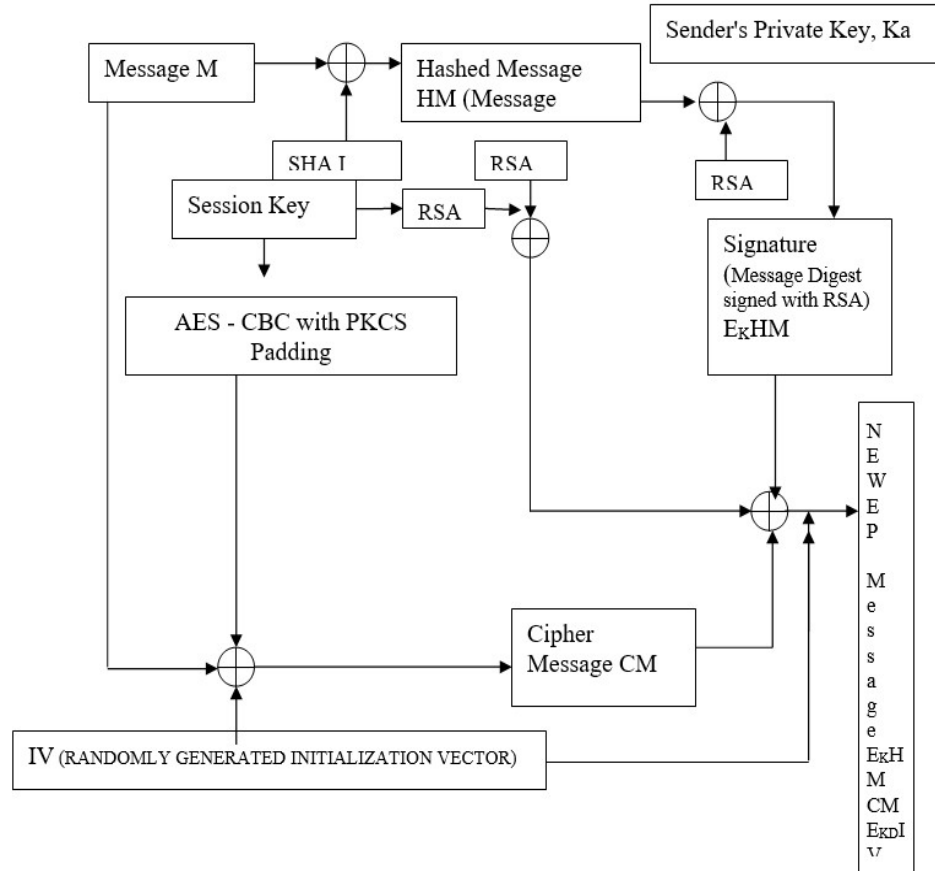 Sender's Private Key, Ka
Message M
Hashed Message
HM (Message
SHA I
RSA
RSA
Session Key
RSA
Signature
(Message Digest
signed with RSA)
EKHM
AES - CBC with PKCS
Padding
N
E
W
E
P
M
e
s
s
a
g
e
EKH
M
CM
EKDI
V
Cipher
Message CM
IV (RANDOMLY GENERATED INITIALIZATION VECTOR)